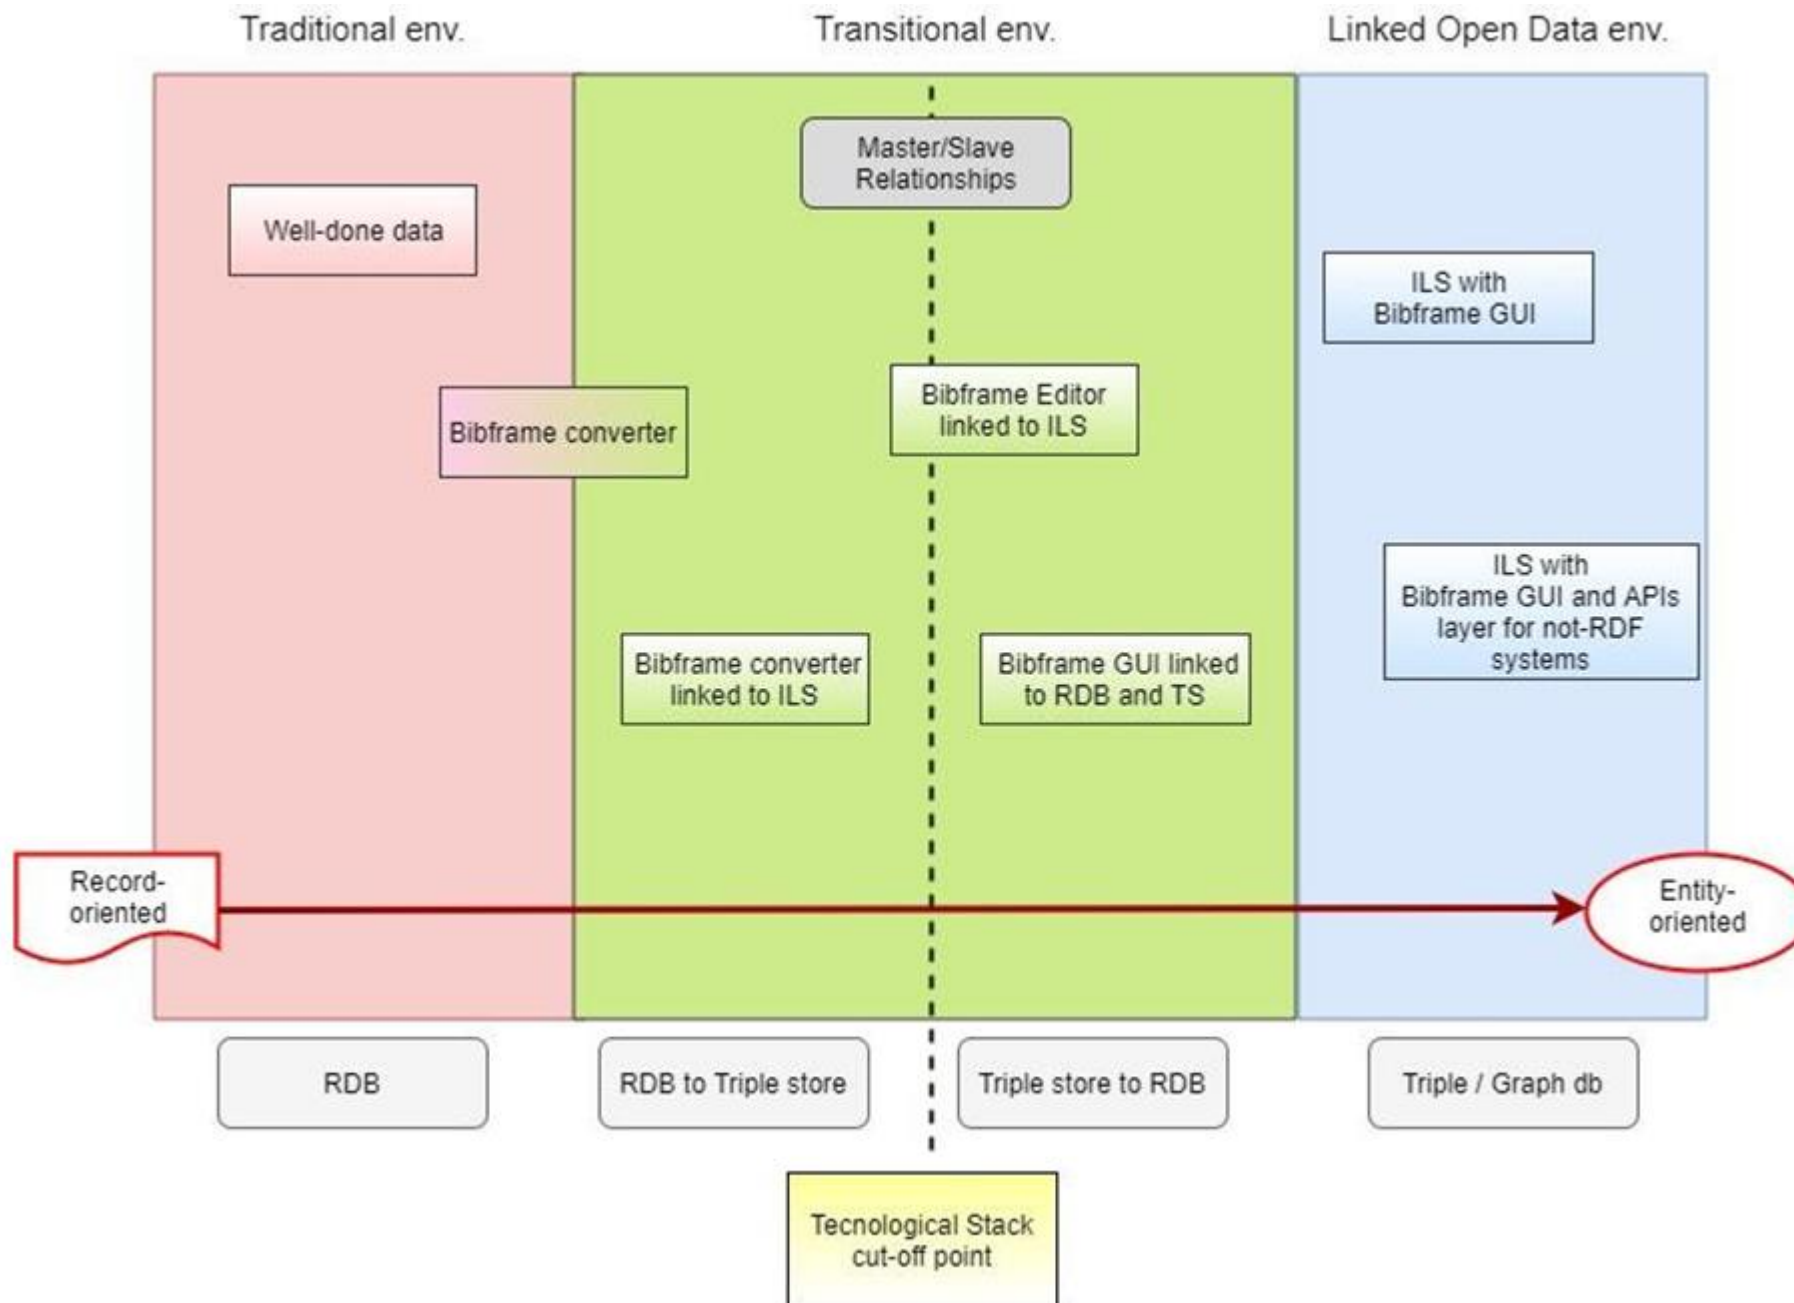 Traditional env.
Transitional env.
Linked Open Data env.
Master/Slave
Relationships
Well-done data
ILS with
Bibframe GUI
Bibframe converter
Bibframe Editor
linked to ILS
ILS with
Bibframe GUI and APIs
layer for not-RDF
systems
Bibframe converter
linked to ILS
Bibframe GUI linked
to RDB and TS
Record-
oriented
Entity-
oriented
RDB
RDB to Triple store
Triple store to RDB
Triple / Graph db
Tecnological Stack
cut-off point